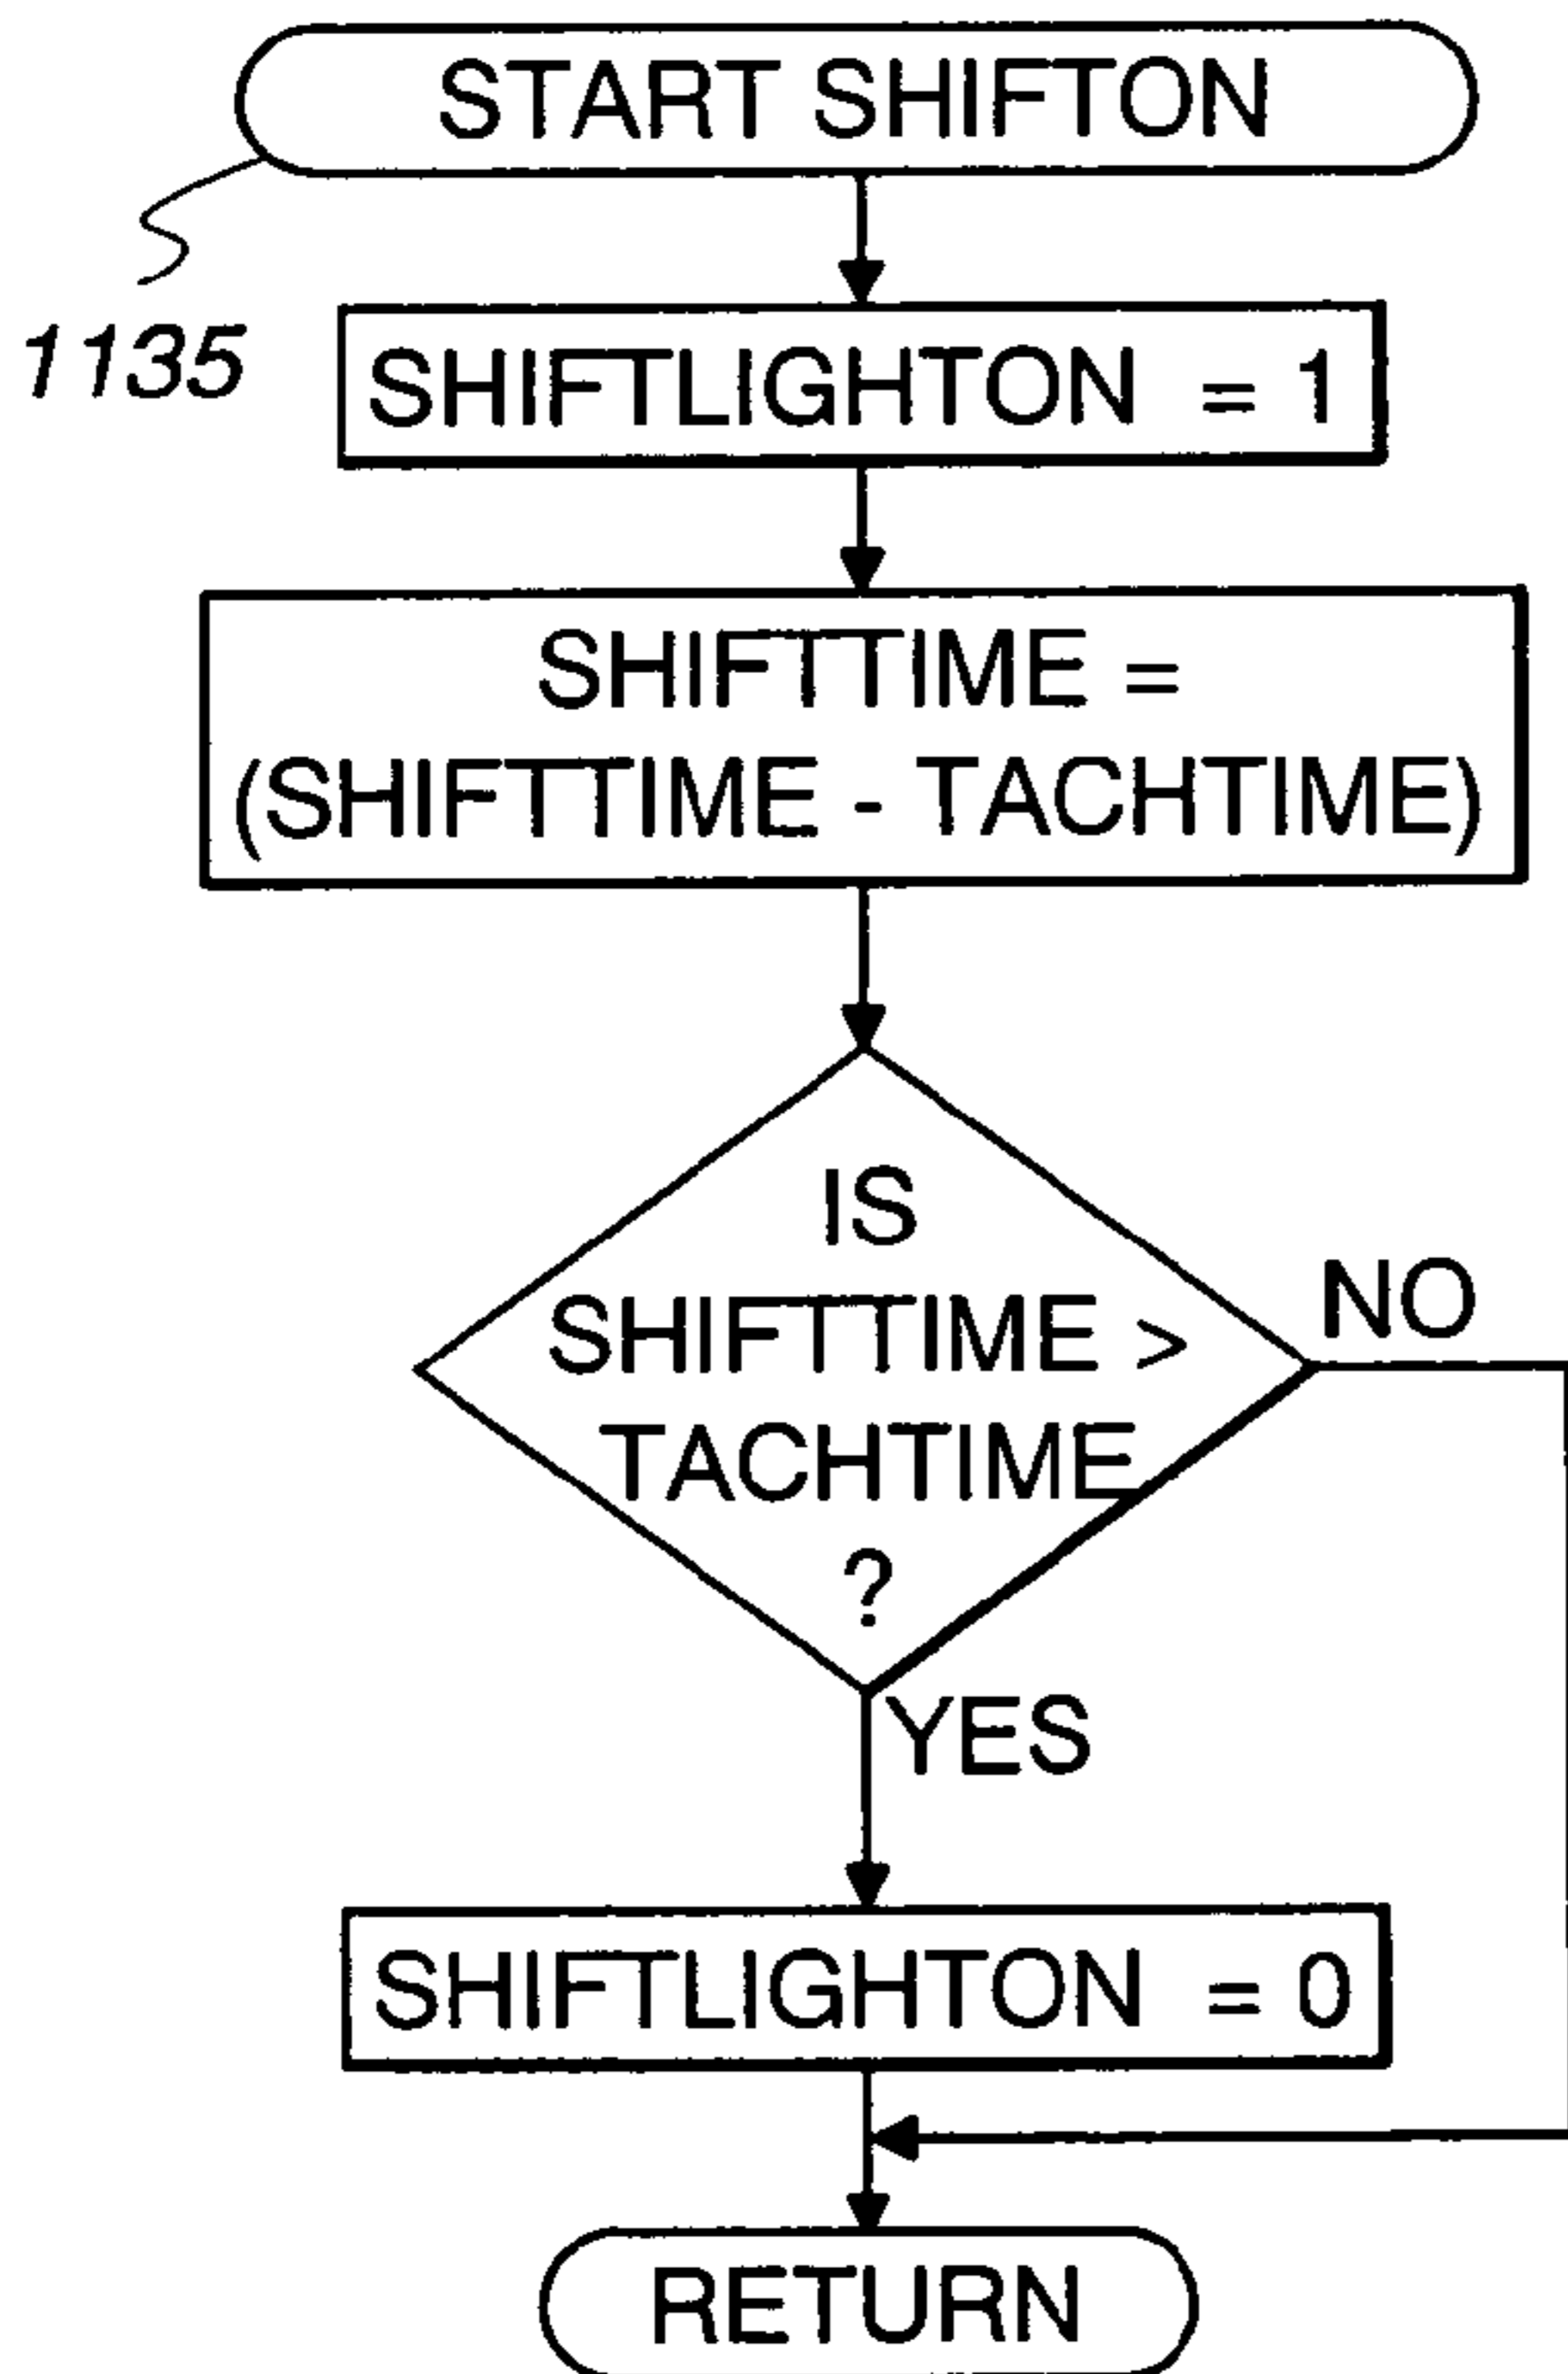 START SHIFTON
1135
SHIFTLIGHTON = 1
SHIFTTIME =
(SHIFTTIME - TACHTIME)
IS
SHIFTTIME >
TACHTIME
?
NO
YES
SHIFTLIGHTON = 0
RETURN